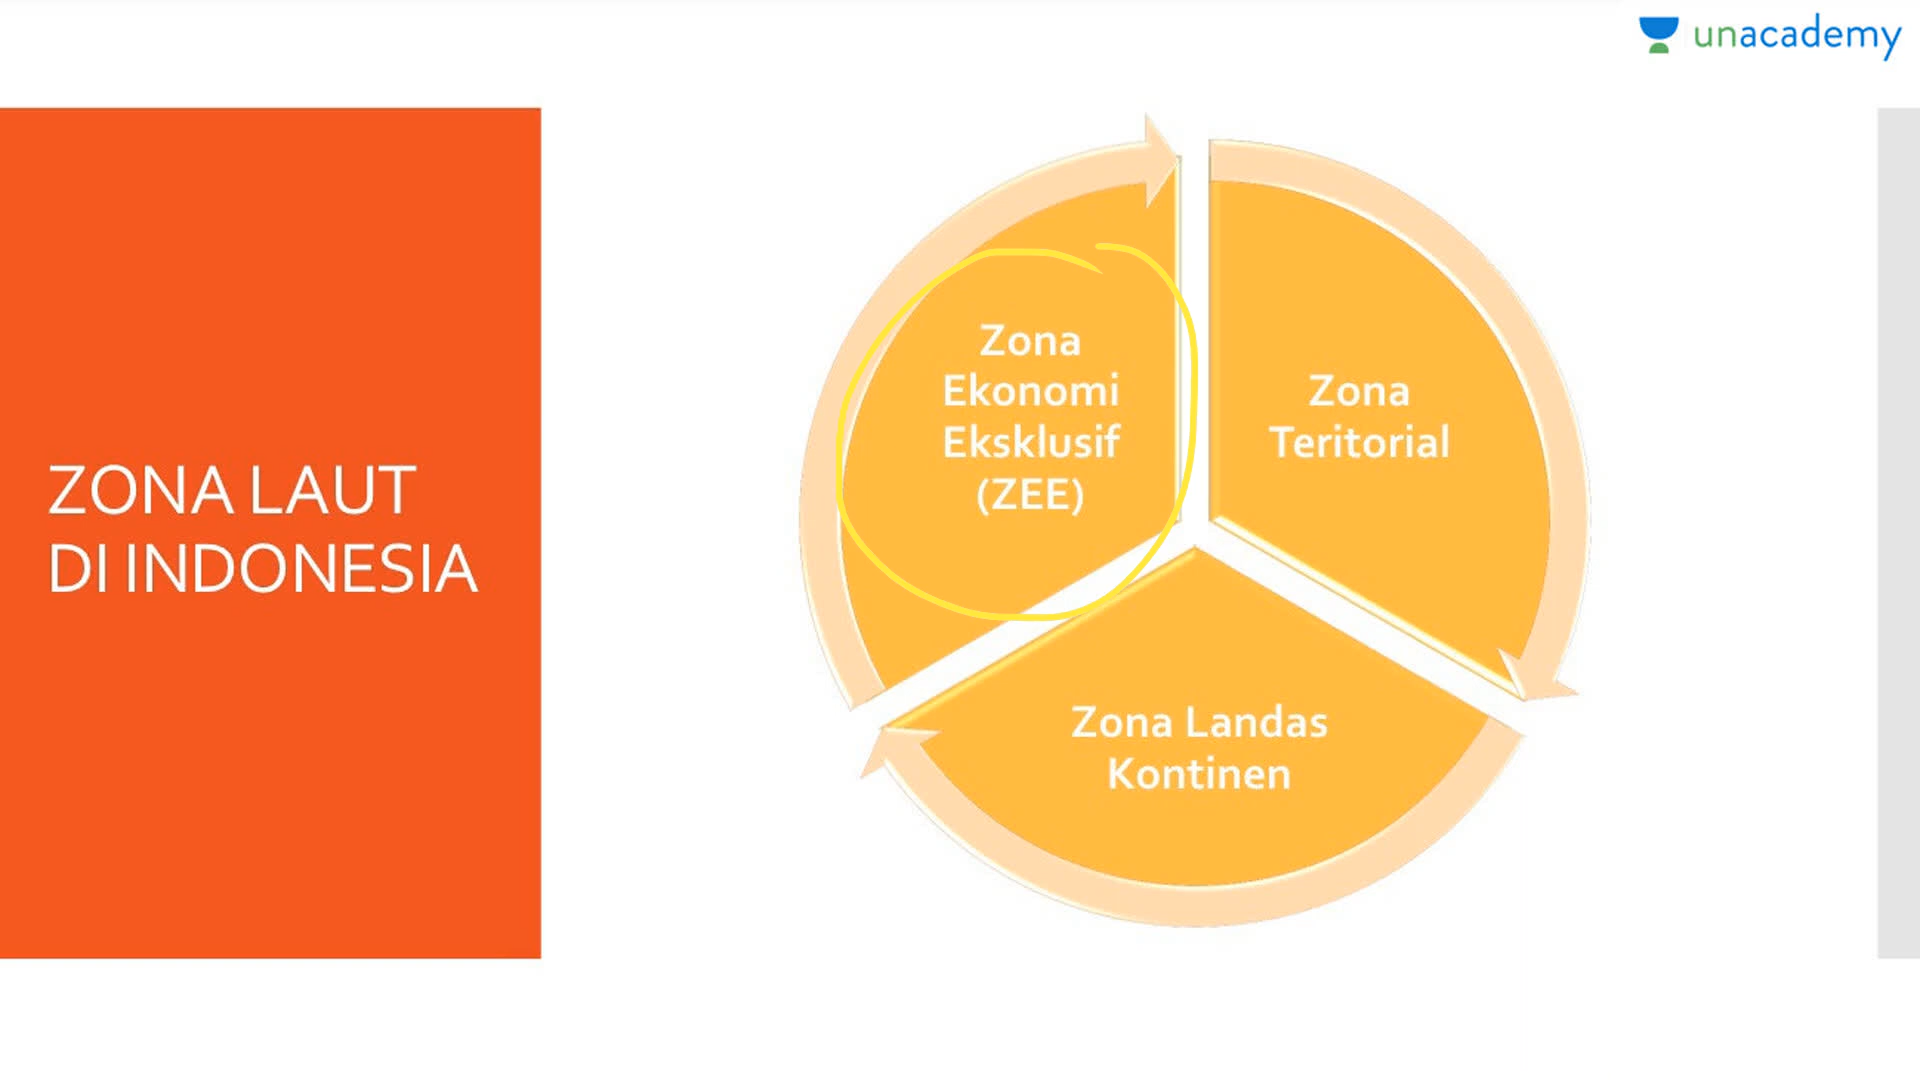 unacademy
ZONA LAUT
DI INDONESIA
Zona
Ekonomi
Eksklusif
(ZEE)
Zona
Teritorial
Zona Landas
Kontinen